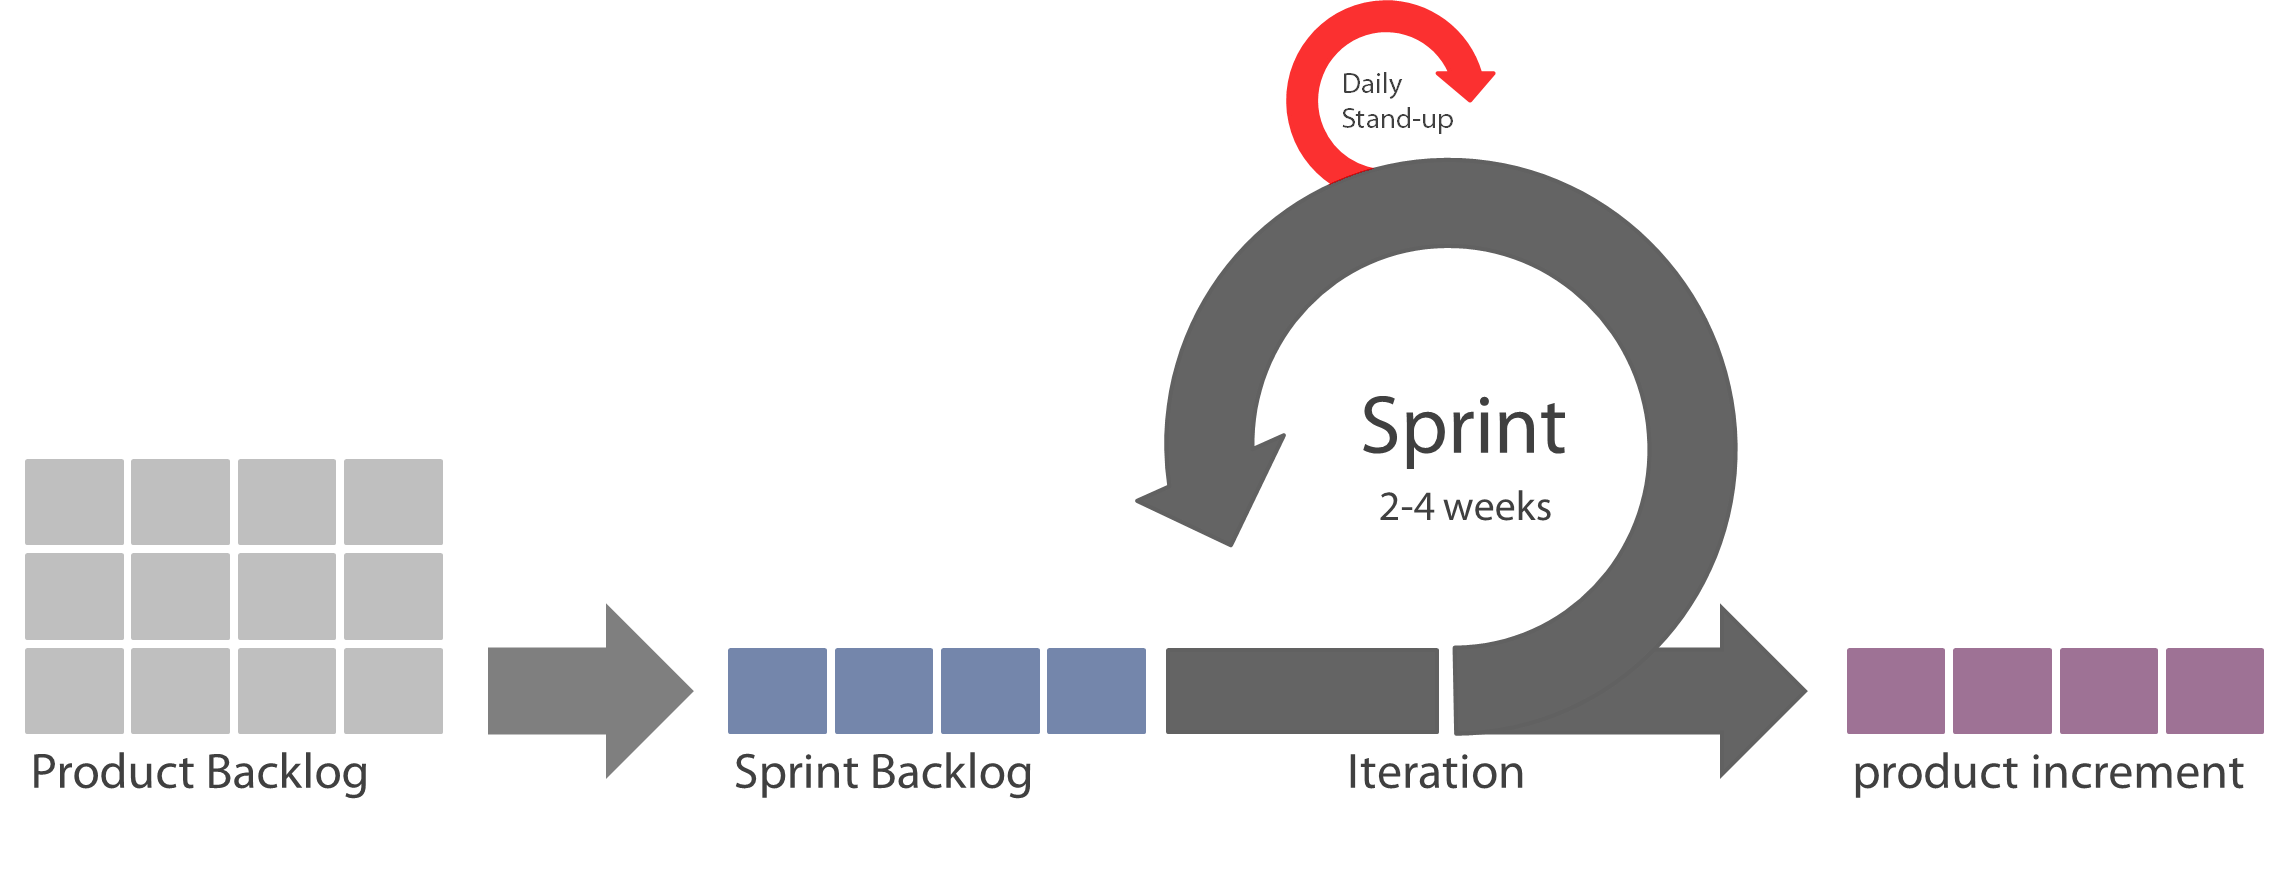 Daily
Stand-up
Sprint
2-4 weeks
Product Backlog
Sprint Backlog
Iteration
product increment